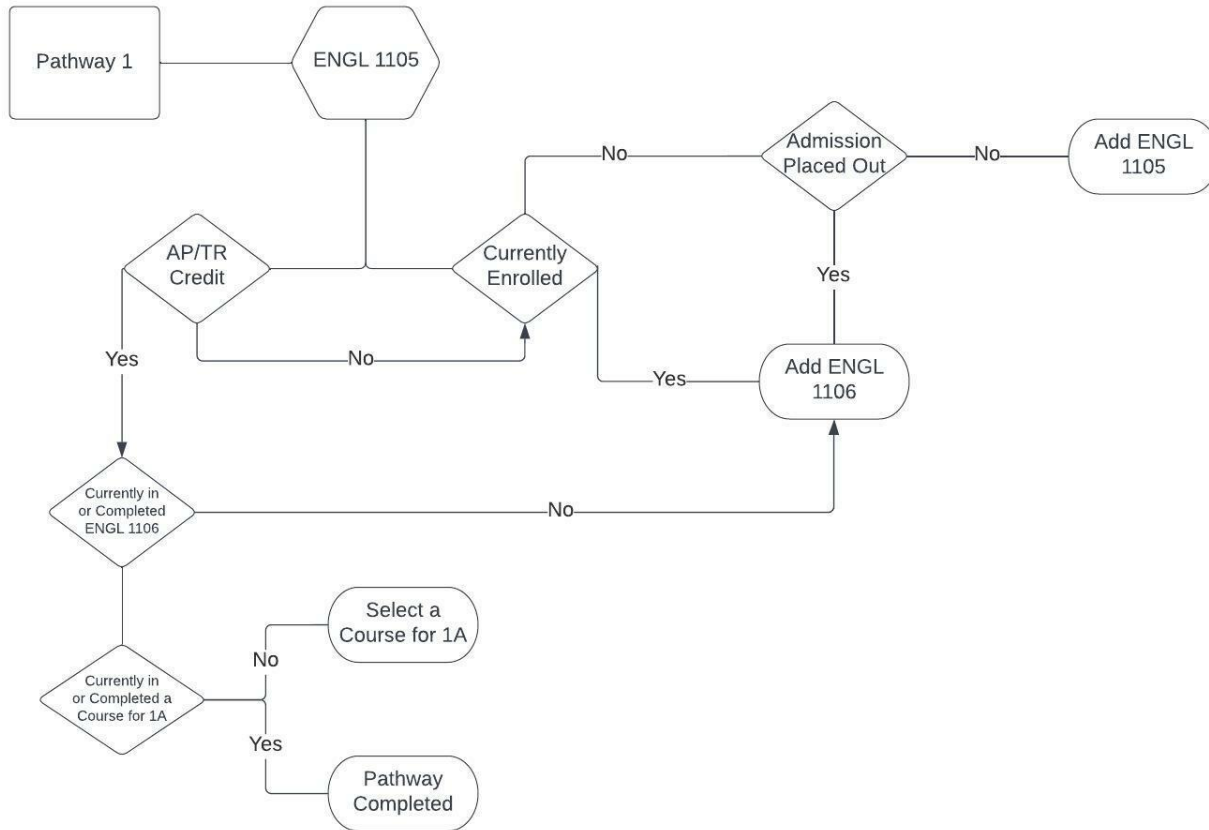 Pathway 1
ENGL 1105
No
Admission
Placed Out
No
Add ENGL
1105
AP/TR
Credit
Currently
Enrolled
Yes
Yes
No
Yes
Add ENGL
1106
Currently in
or Completed
ENGL 1106
No
Select a
Course for 1A
No
Currently in
or Completed a
Course for 1A
Yes
Pathway
Completed